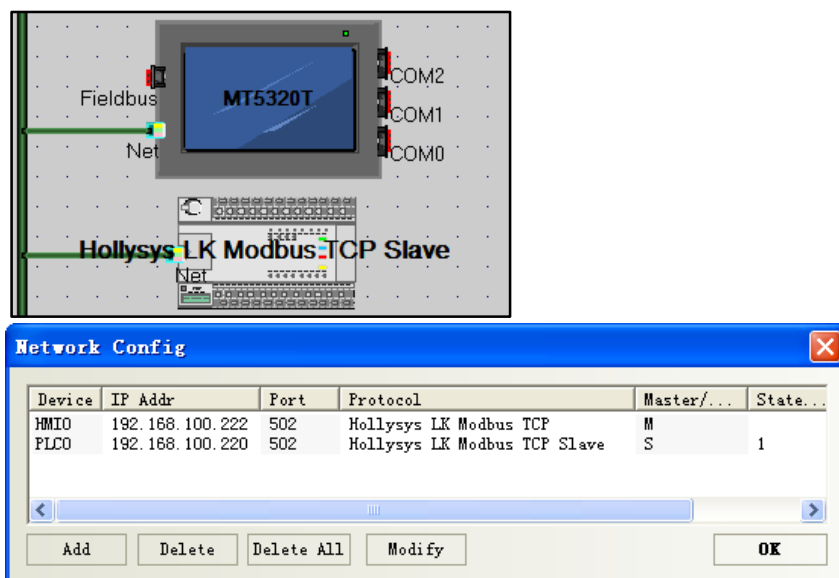 COM2
Fieldbus
MT5320T
COM1
Net
COM0
Hollysys LK Modbus TCP Slave
Net
Network Config
Device IP Addr Port Protocol Master/... State...
HMI0 192.168.100.222 502 Hollysys LK Modbus TCP M
PLC0 192.168.100.220 502 Hollysys LK Modbus TCP Slave S 1
Add Delete Delete All Modify OK